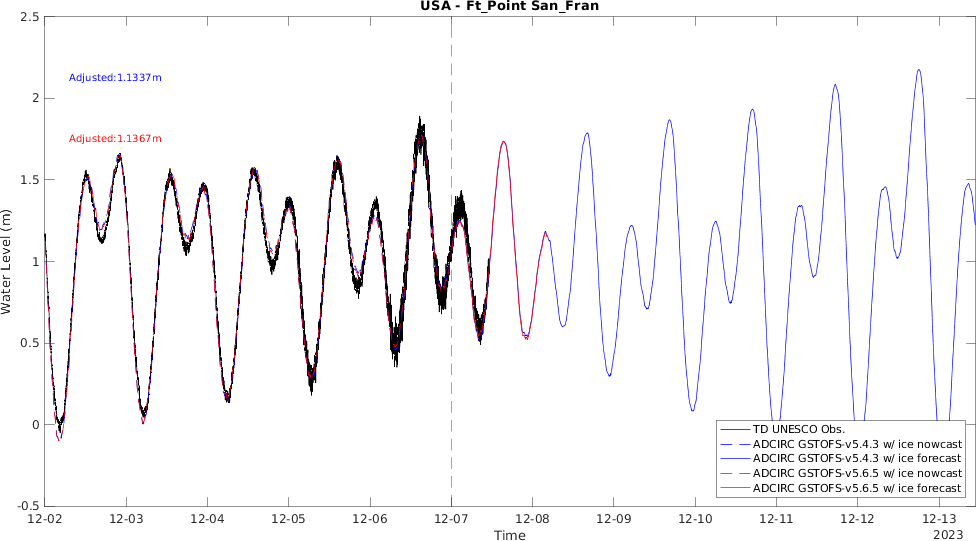 USA - Ft_Point San_Fran
2.5
2
1.5
1
0.5
0
-0.5
Water Level (m)
Adjusted:1.1337m
Adjusted:1.1367m
TD UNESCO Obs.
ADCIRC GSTOFS-v5.4.3 w/ ice nowcast
ADCIRC GSTOFS-v5.4.3 w/ ice forecast
ADCIRC GSTOFS-v5.6.5 w/ ice nowcast
ADCIRC GSTOFS-v5.6.5 w/ ice forecast
12-02 12-03 12-04 12-05 12-06 12-07 12-08 12-09 12-10 12-11 12-12 12-13
Time
2023